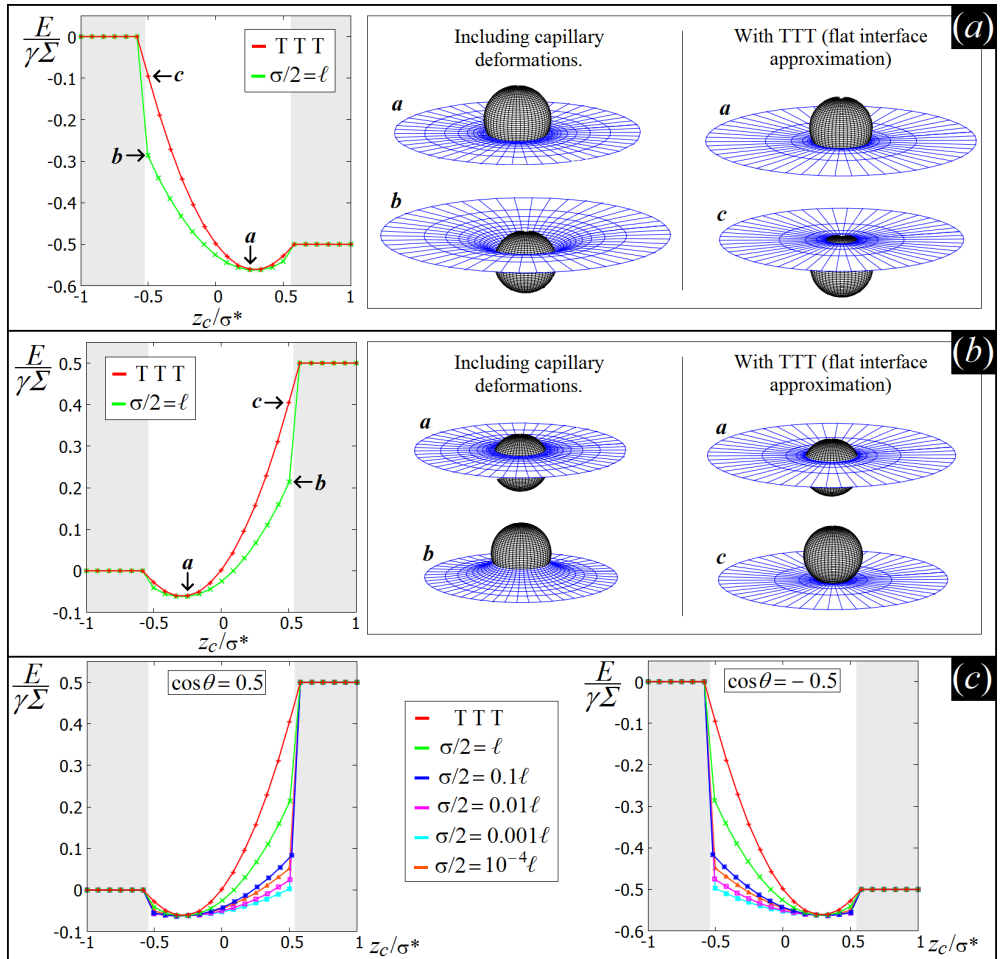 (a)
E
γΣ
0
-0.1
-0.2
-0.3
-0.4
-0.5
-0.6
T T T
σ/2=ℓ
c
b
a
-1
-0.5
0
0.5
1
z_c/σ*
Including capillary
deformations.
With TTT (flat interface
approximation)
a
a
b
c
(b)
E
γΣ
0.5
0.4
0.3
0.2
0.1
0
-0.1
T T T
σ/2=ℓ
c
b
a
-1
-0.5
0
0.5
1
z_c/σ*
Including capillary
deformations.
With TTT (flat interface
approximation)
a
a
b
c
(c)
E
γΣ
cosθ = 0.5
0.5
0.4
0.3
0.2
0.1
0
-0.1
-1
-0.5
0
0.5
1
z_c/σ*
T T T
σ/2=ℓ
σ/2=0.1ℓ
σ/2=0.01ℓ
σ/2=0.001ℓ
σ/2=10⁻⁴ℓ
E
γΣ
cosθ = − 0.5
0
-0.1
-0.2
-0.3
-0.4
-0.5
-0.6
-1
-0.5
0
0.5
1
z_c/σ*